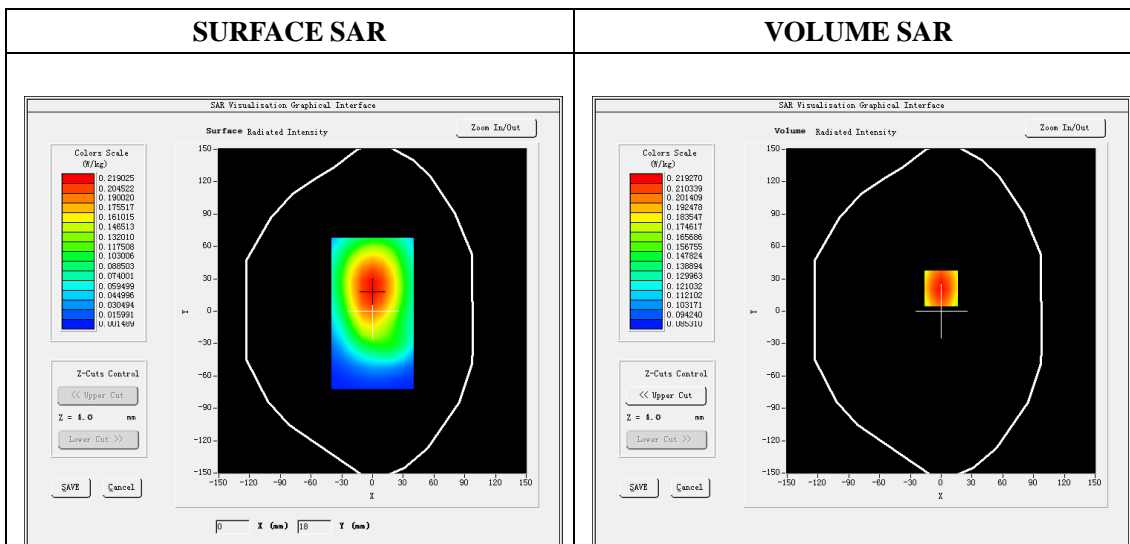 SURFACE SAR
VOLUME SAR
SAR Visualisation Graphical Interface
Surface Radiated Intensity
Zoom In/Out
Colors Scale
(W/kg)
0.219025
0.204522
0.190020
0.175517
0.161015
0.146513
0.132010
0.117508
0.103006
0.088503
0.074001
0.059499
0.044996
0.030494
0.015991
0.001489
150
120
90
60
30
0
-30
-60
-90
-120
-150
Y
-150 -120 -90 -60 -30 0 30 60 90 120 150
X
Z-Cuts Control
<< Upper Cut
Z = 4.0 mm
Lower Cut >>
SAVE Cancel
0 X (mm) 18 Y (mm)
SAR Visualisation Graphical Interface
Volume Radiated Intensity
Zoom In/Out
Colors Scale
(W/kg)
0.219270
0.210339
0.201409
0.192478
0.183547
0.174617
0.165686
0.156755
0.147824
0.138894
0.129963
0.121032
0.112102
0.103171
0.094240
0.085310
150
120
90
60
30
0
-30
-60
-90
-120
-150
Y
-150 -120 -90 -60 -30 0 30 60 90 120 150
X
Z-Cuts Control
<< Upper Cut
Z = 4.0 mm
Lower Cut >>
SAVE Cancel